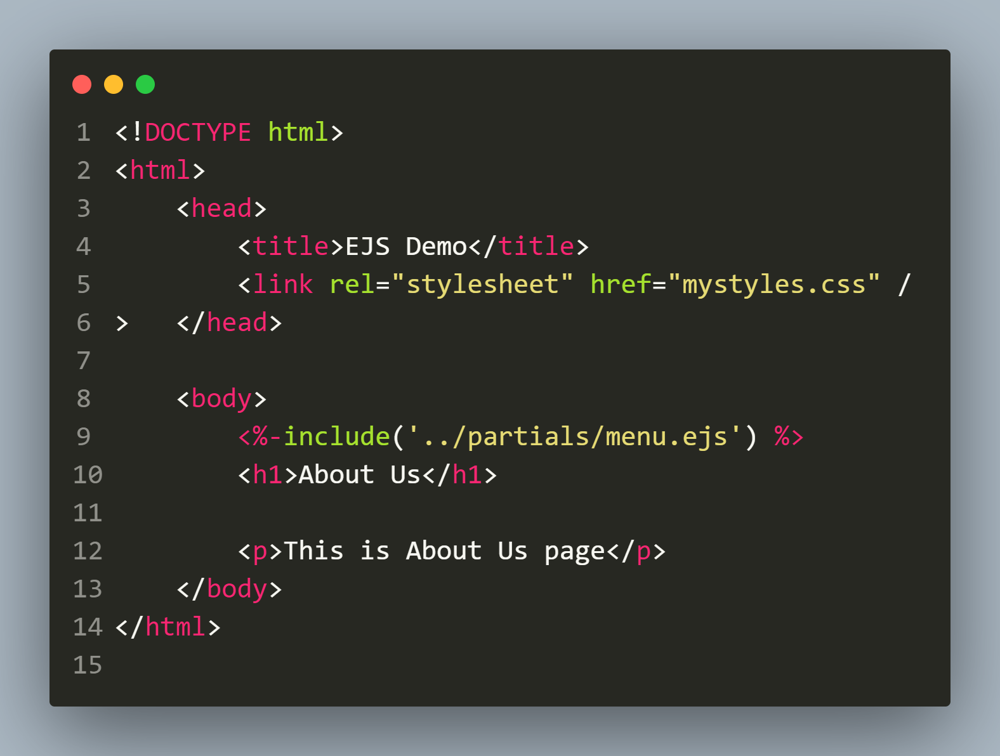 1 <!DOCTYPE html>
2 <html>
3     <head>
4         <title>EJS Demo</title>
5         <link rel="stylesheet" href="mystyles.css" /
6 >   </head>
7
8     <body>
9         <%-include('../partials/menu.ejs') %>
10         <h1>About Us</h1>
11
12         <p>This is About Us page</p>
13     </body>
14 </html>
15